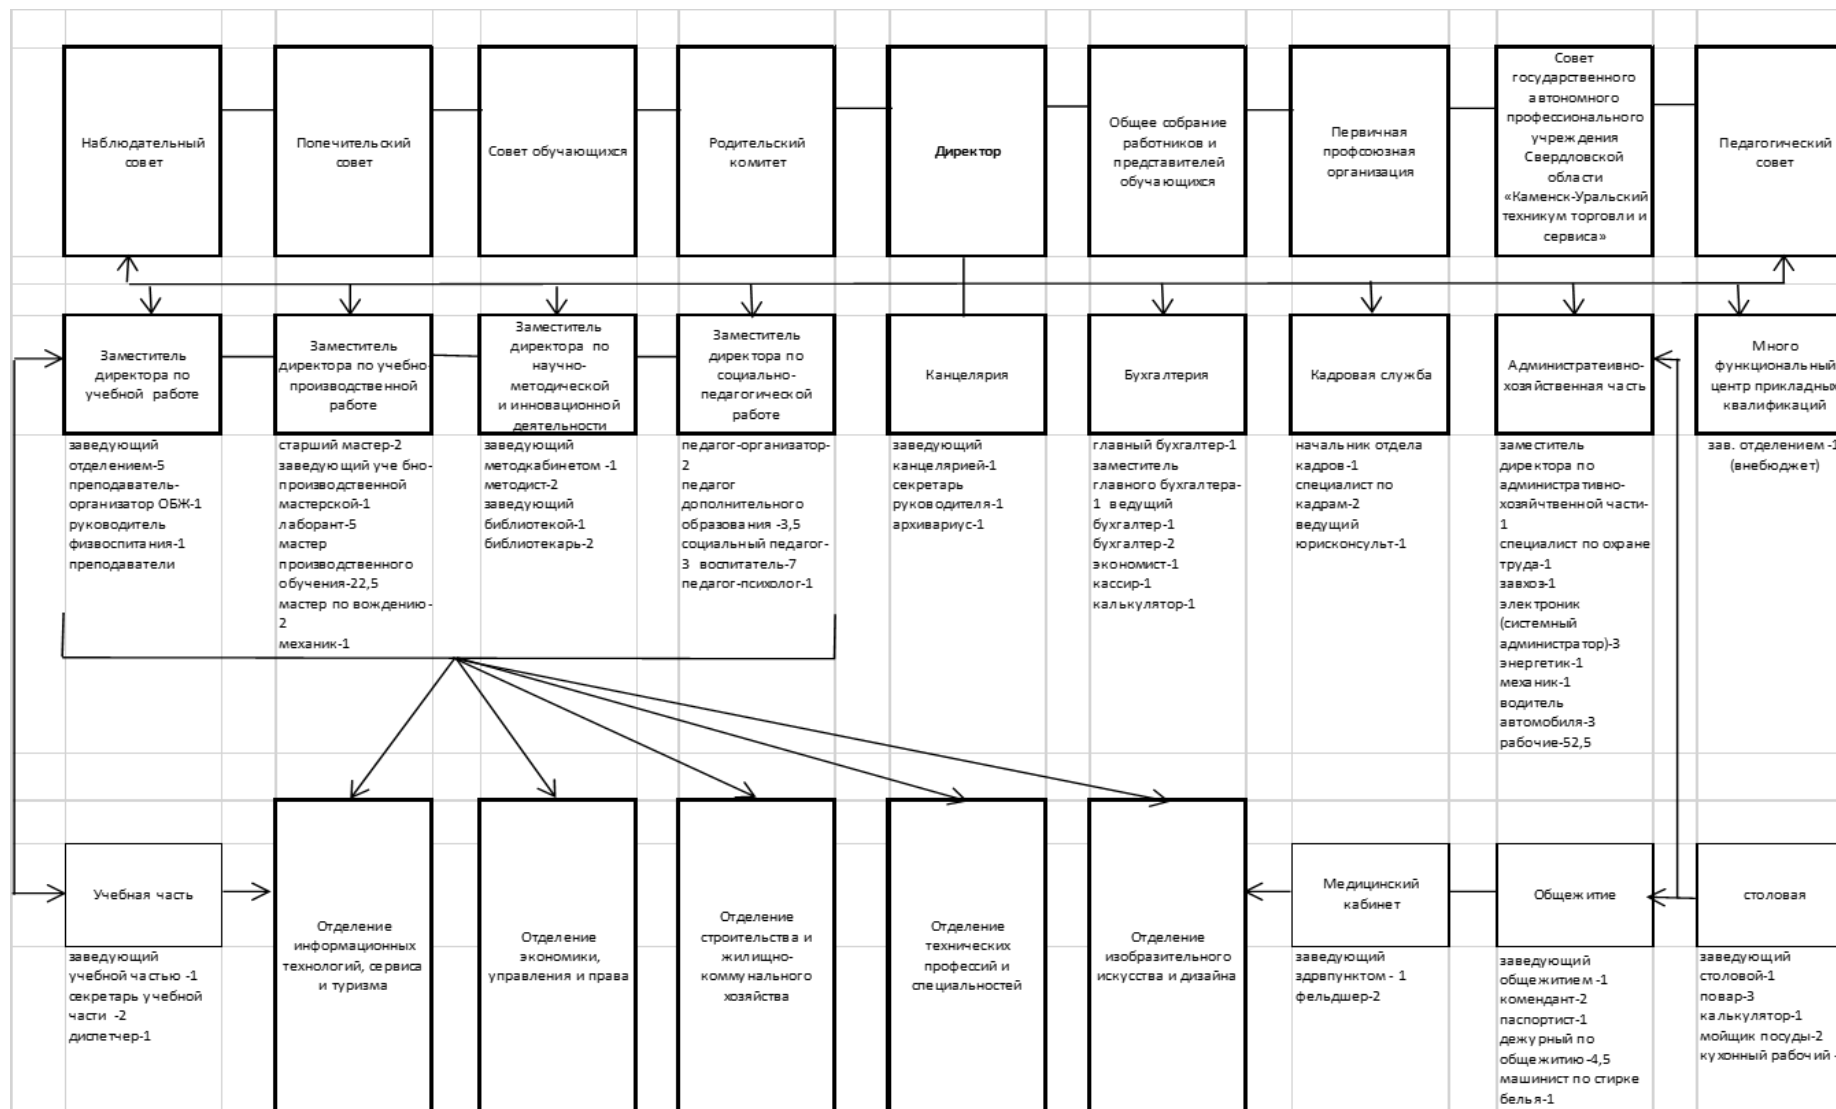 Наблюдательный
совет
Попечительский
совет
Совет обучающихся
Родительский
комитет
Директор
Общее собрание
работников и
представителей
обучающихся
Первичная
профсоюзная
организация
Совет
государственного
автономного
профессионального
учреждения
Свердловской
области
«Каменск-Уральский
техникум торговли и
сервиса»
Педагогический
совет
Заместитель
директора по
учебной работе
Заместитель
директора по учебно-
производственной
работе
Заместитель
директора по
научно-
методической
и инновационной
деятельности
Заместитель
директора по
социально-
педагогической
работе
Канцелярия
Бухгалтерия
Кадровая служба
Административно-
хозяйственная часть
Много
функциональный
центр прикладных
квалификаций
заведующий
отделением-5
преподаватель-
организатор ОБЖ-1
руководитель
физвоспитания-1
преподаватели
старший мастер-2
заведующий учебно-
производственной
мастерской-1
лаборант-5
мастер
производственного
обучения-22,5
мастер по вождению-
2
механик-1
заведующий
методкабинетом -1
методист-2
заведующий
библиотекой-1
библиотекарь-2
педагог-организатор-
2
педагог
дополнительного
образования -3,5
социальный педагог-
3 воспитатель-7
педагог-психолог-1
заведующий
канцелярией-1
секретарь
руководителя-1
архивариус-1
главный бухгалтер-1
заместитель
главного бухгалтера-
1 ведущий
бухгалтер-1
бухгалтер-2
экономист-1
кассир-1
калькулятор-1
начальник отдела
кадров-1
специалист по
кадрам-2
ведущий
юрисконсульт-1
заместитель
директора по
административно-
хозяйчтвенной части-
1
специалист по охране
труда-1
завхоз-1
электроник
(системный
администратор)-3
энергетик-1
механик-1
водитель
автомобиля-3
рабочие-52,5
зав. отделением -1
(внебюджет)
Учебная часть
заведующий
учебной частью -1
секретарь учебной
части -2
диспетчер-1
Отделение
информационных
технологий, сервиса
и туризма
Отделение
экономики,
управления и права
Отделение
строительства и
жилищно-
коммунального
хозяйства
Отделение
технических
профессий и
специальностей
Отделение
изобразительного
искусства и дизайна
Медицинский
кабинет
заведующий
здрвпунктом - 1
фельдшер-2
Общежитие
заведующий
общежитием -1
комендант-2
паспортист-1
дежурный по
общежитию-4,5
машинист по стирке
белья-1
столовая
заведующий
столовой-1
повар-3
калькулятор-1
мойщик посуды-2
кухонный рабочий -